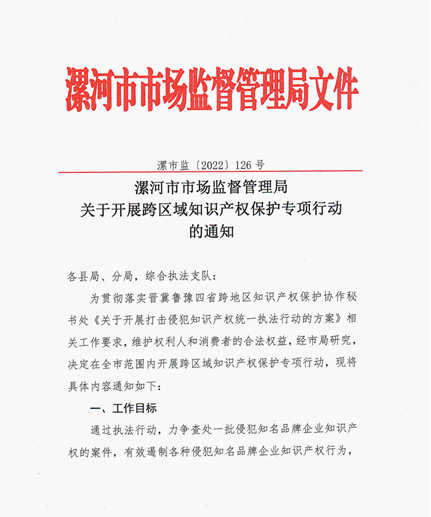 漯河市市场监督管理局文件
漯市监〔2022〕126号
漯河市市场监督管理局
关于开展跨区域知识产权保护专项行动
的通知
各县局、分局，综合执法支队：
为贯彻落实晋冀鲁豫四省跨地区知识产权保护协作秘
书处《关于开展打击侵犯知识产权统一执法行动的方案》相
关工作要求，维护权利人和消费者的合法权益，经市局研究，
决定在全市范围内开展跨区域知识产权保护专项行动，现将
具体内容通知如下：
一、工作目标
通过执法行动，力争查处一批侵犯知名品牌企业知识产
权的案件，有效遏制各种侵犯知名品牌企业知识产权行为，